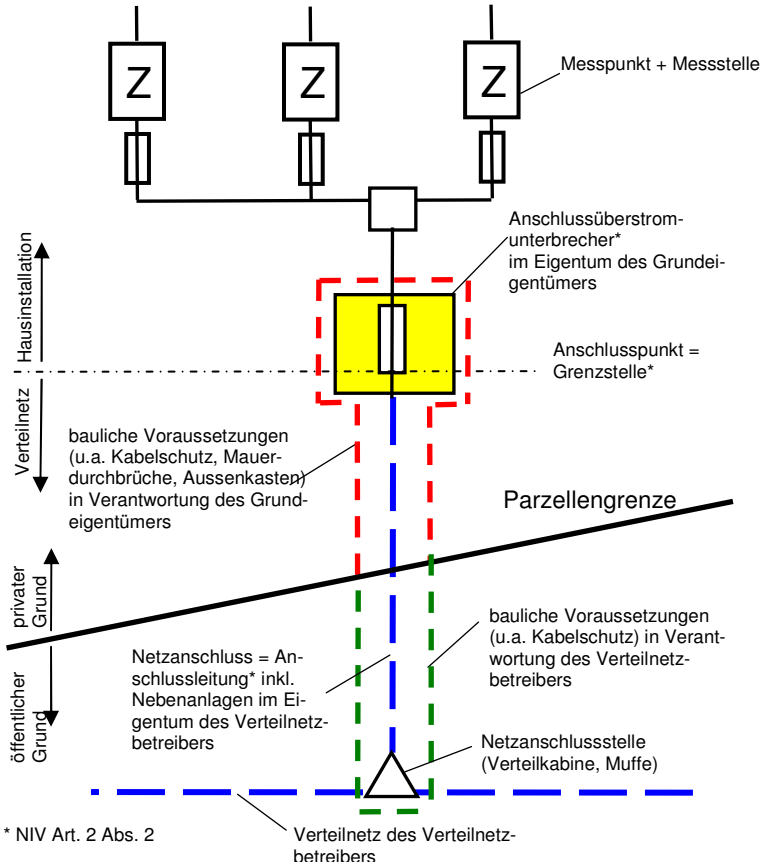 Z
Z
Z
Messpunkt + Messstelle
Anschlussüberstrom-
unterbrecher*
im Eigentum des Grundei-
gentümers
Hausinstallation
Anschlusspunkt =
Grenzstelle*
Verteilnetz
bauliche Voraussetzungen
(u.a. Kabelschutz, Mauer-
durchbrüche, Aussenkasten)
in Verantwortung des Grund-
eigentümers
Parzellengrenze
privater
Grund
bauliche Voraussetzungen
(u.a. Kabelschutz) in Verant-
wortung des Verteilnetz-
betreibers
Netzanschluss = An-
schlussleitung* inkl.
Nebenanlagen im Ei-
gentum des Verteilnetz-
betreibers
öffentlicher
Grund
Netzanschlussstelle
(Verteilkabine, Muffe)
* NIV Art. 2 Abs. 2
Verteilnetz des Verteilnetz-
betreibers